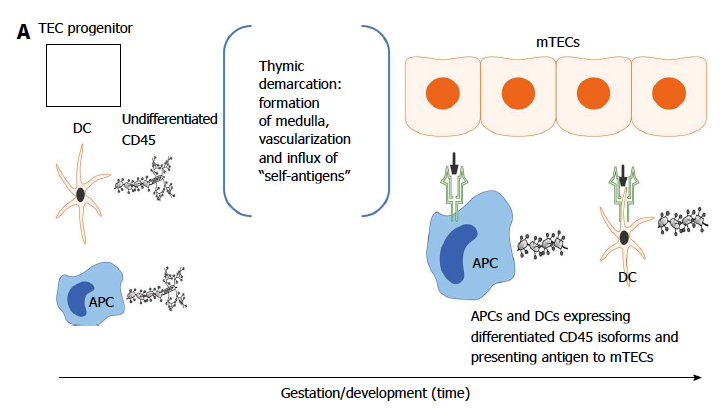 A
TEC progenitor
DC
Undifferentiated
CD45
APC
Thymic
demarcation:
formation
of medulla,
vascularization
and influx of
“self-antigens”
mTECs
APC
DC
APCs and DCs expressing
differentiated CD45 isoforms and
presenting antigen to mTECs
Gestation/development (time)